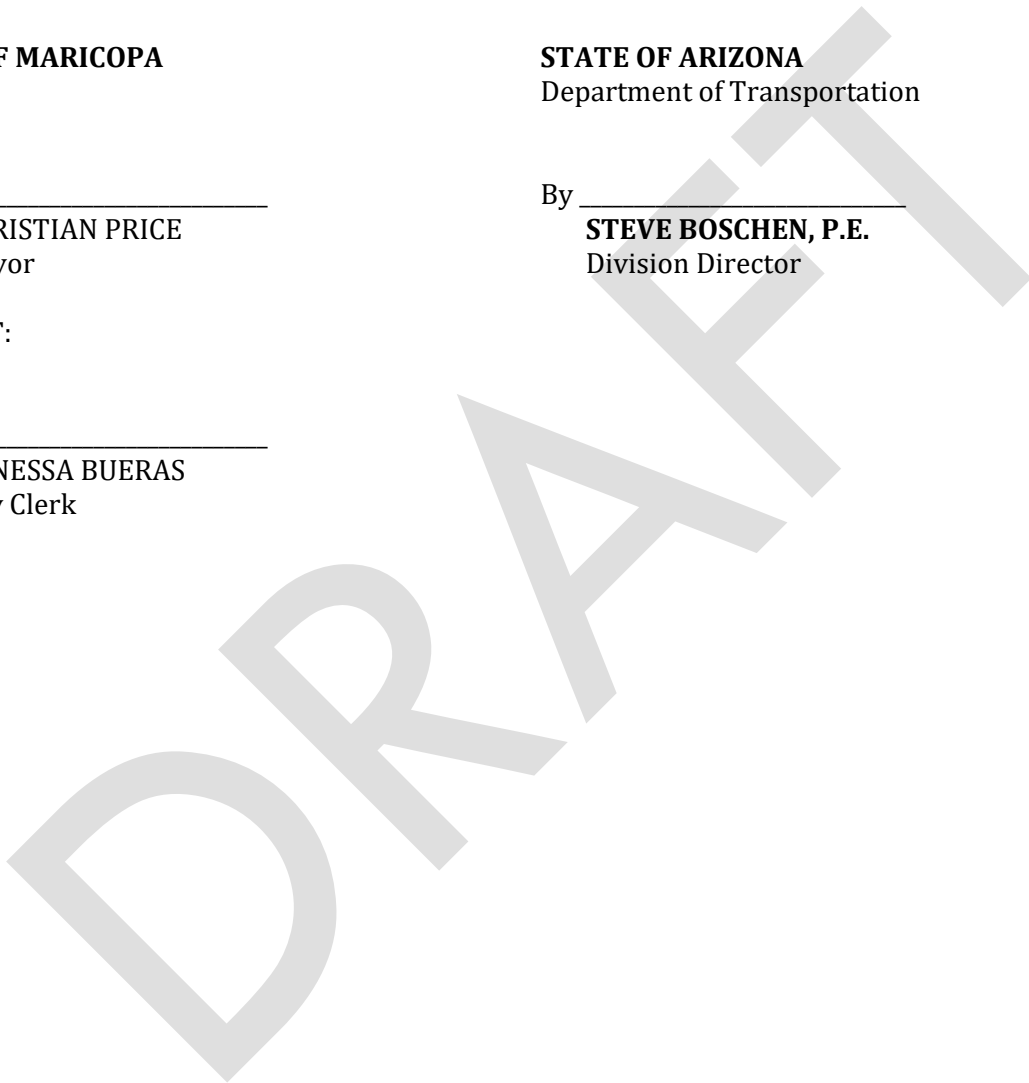 F MARICOPA
RISTIAN PRICE
yor
T:
NESSA BUERAS
y Clerk
STATE OF ARIZONA
Department of Transportation
By ______________________________
STEVE BOSCHEN, P.E.
Division Director
DRAFT